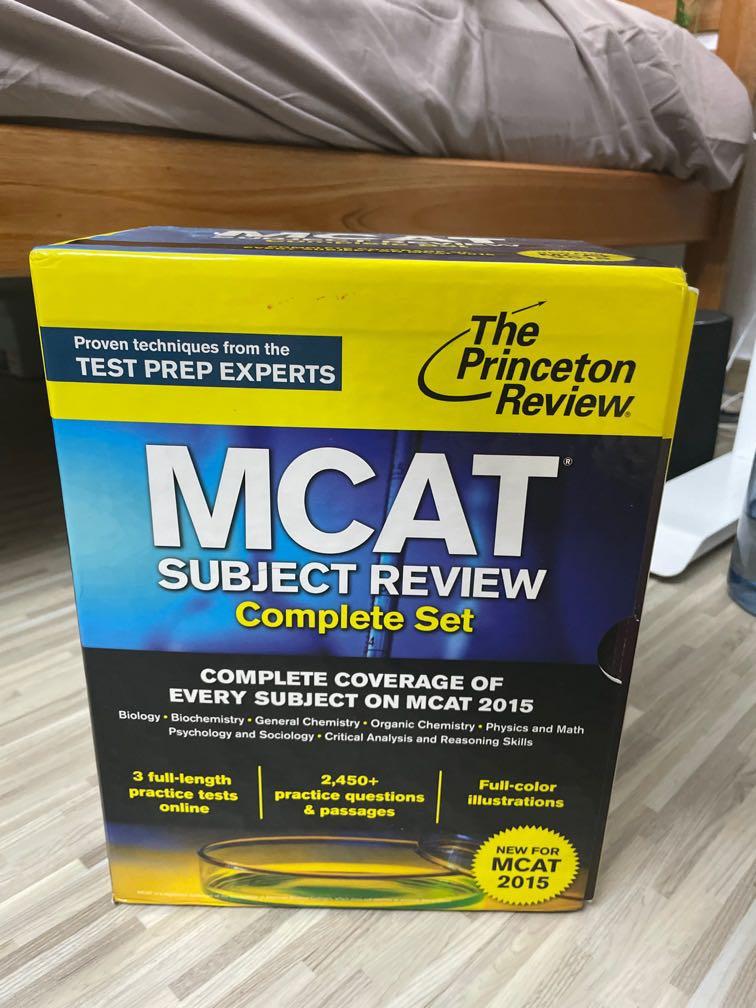 MCAT
Complete Set
Proven techniques from the
TEST PREP EXPERTS
The
Princeton
Review®
MCAT®
SUBJECT REVIEW
Complete Set
COMPLETE COVERAGE OF
EVERY SUBJECT ON MCAT 2015
Biology • Biochemistry • General Chemistry • Organic Chemistry • Physics and Math
Psychology and Sociology • Critical Analysis and Reasoning Skills
3 full-length
practice tests
online
2,450+
practice questions
& passages
Full-color
illustrations
NEW FOR
MCAT
2015